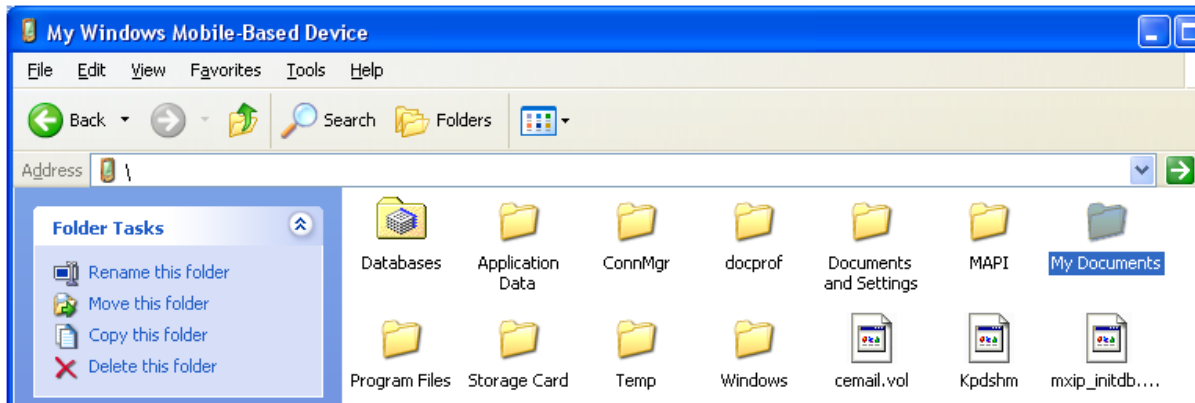 My Windows Mobile-Based Device
File Edit View Favorites Tools Help
Back Search Folders
Address \
Folder Tasks
Rename this folder
Move this folder
Copy this folder
Delete this folder
Databases Application Data ConnMgr docprof Documents and Settings MAPI My Documents
Program Files Storage Card Temp Windows cemail.vol Kpdshm mxip_initdb....